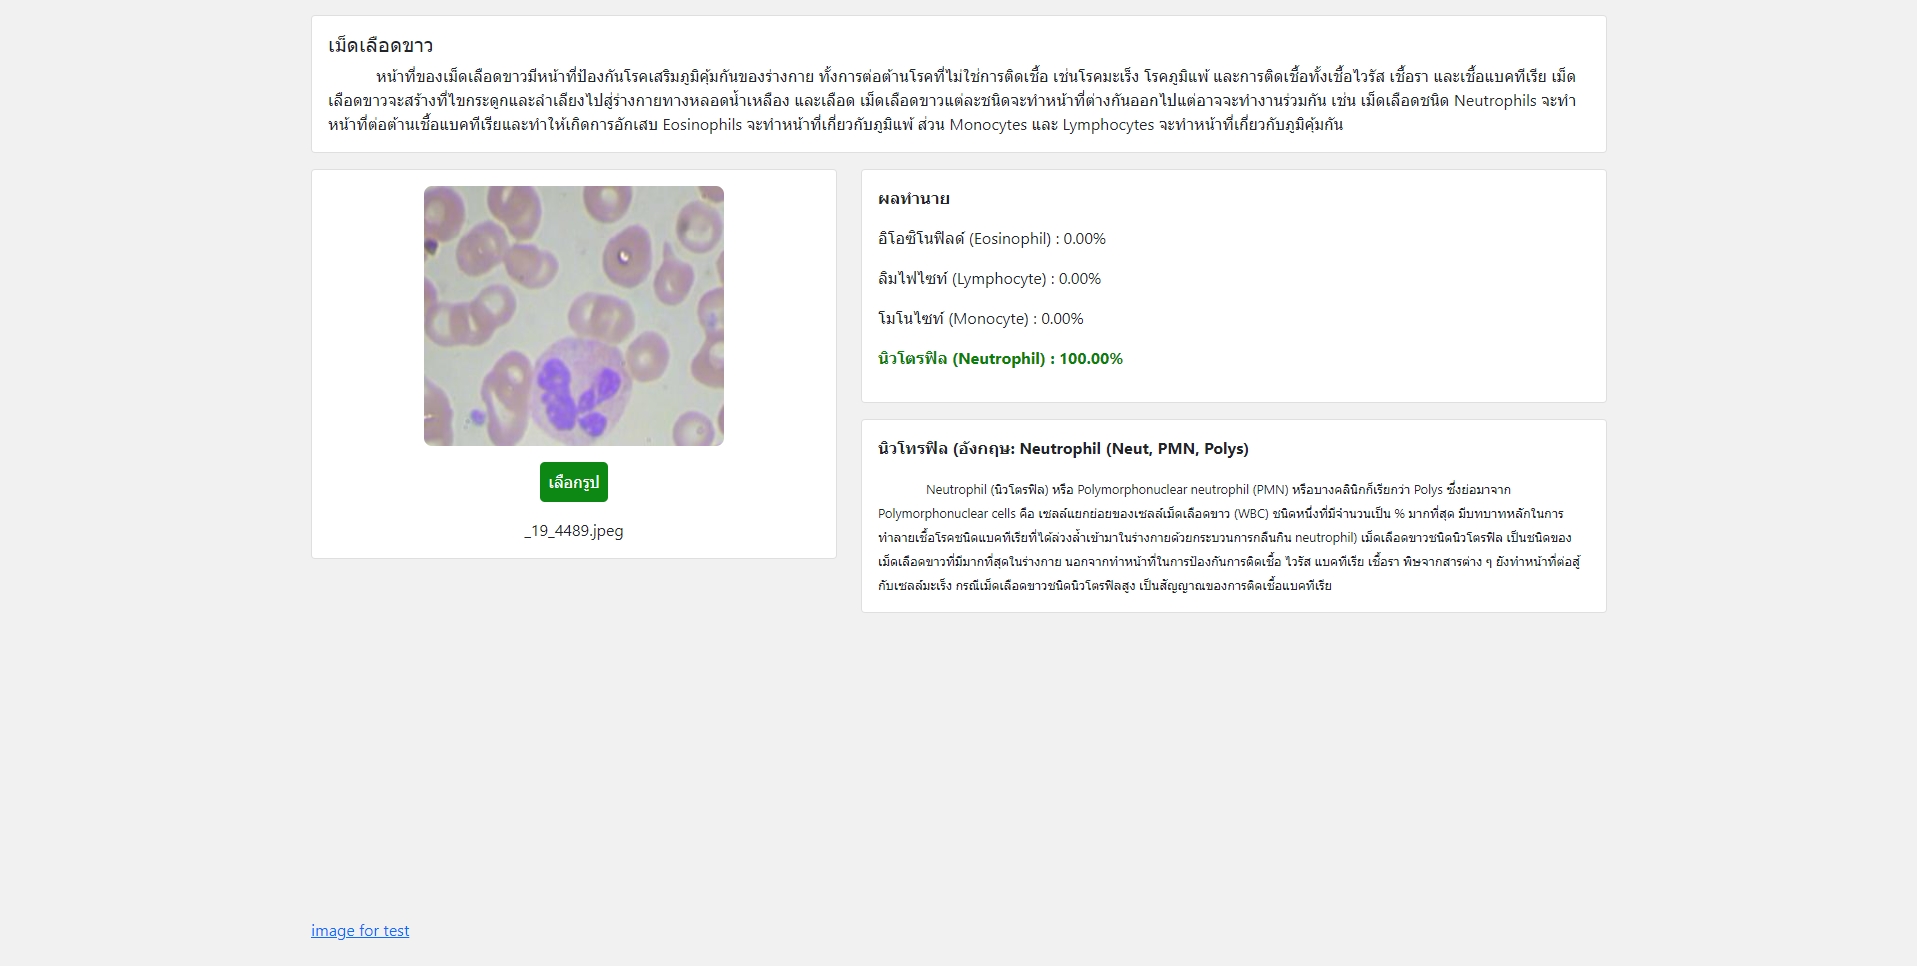 เม็ดเลือดขาว
หน้าที่ของเม็ดเลือดขาวมีหน้าที่ป้องกันโรคเสริมภูมิคุ้มกันของร่างกาย ทั้งการต่อต้านโรคที่ไม่ใช่การติดเชื้อ เช่นโรคมะเร็ง โรคภูมิแพ้ และการติดเชื้อทั้งเชื้อไวรัส เชื้อรา และเชื้อแบคทีเรีย เม็ด
เลือดขาวจะสร้างที่ไขกระดูกและลำเลียงไปสู่ร่างกายทางหลอดน้ำเหลือง และเลือด เม็ดเลือดขาวแต่ละชนิดจะทำหน้าที่ต่างกันออกไปแต่อาจจะทำงานร่วมกัน เช่น เม็ดเลือดชนิด Neutrophils จะทำ
หน้าที่ต่อต้านเชื้อแบคทีเรียและทำให้เกิดการอักเสบ Eosinophils จะทำหน้าที่เกี่ยวกับภูมิแพ้ ส่วน Monocytes และ Lymphocytes จะทำหน้าที่เกี่ยวกับภูมิคุ้มกัน
เลือกรูป
_19_4489.jpeg
ผลทำนาย
อิโอซิโนฟิลด์ (Eosinophil) : 0.00%
ลิมไฟไซท์ (Lymphocyte) : 0.00%
โมโนไซท์ (Monocyte) : 0.00%
นิวโตรฟิล (Neutrophil) : 100.00%
นิวโทรฟิล (อังกฤษ: Neutrophil (Neut, PMN, Polys)
Neutrophil (นิวโตรฟิล) หรือ Polymorphonuclear neutrophil (PMN) หรือบางคลินิกก็เรียกว่า Polys ซึ่งย่อมาจาก
Polymorphonuclear cells คือ เซลล์แยกย่อยของเซลล์เม็ดเลือดขาว (WBC) ชนิดหนึ่งที่มีจำนวนเป็น % มากที่สุด มีบทบาทหลักในการ
ทำลายเชื้อโรคชนิดแบคทีเรียที่ได้ล่วงล้ำเข้ามาในร่างกายด้วยกระบวนการกลืนกิน neutrophil) เม็ดเลือดขาวชนิดนิวโตรฟิล เป็นชนิดของ
เม็ดเลือดขาวที่มีมากที่สุดในร่างกาย นอกจากทำหน้าที่ในการป้องกันการติดเชื้อ ไวรัส แบคทีเรีย เชื้อรา พิษจากสารต่าง ๆ ยังทำหน้าที่ต่อสู้
กับเซลล์มะเร็ง กรณีเม็ดเลือดขาวชนิดนิวโตรฟิลสูง เป็นสัญญาณของการติดเชื้อแบคทีเรีย
image for test